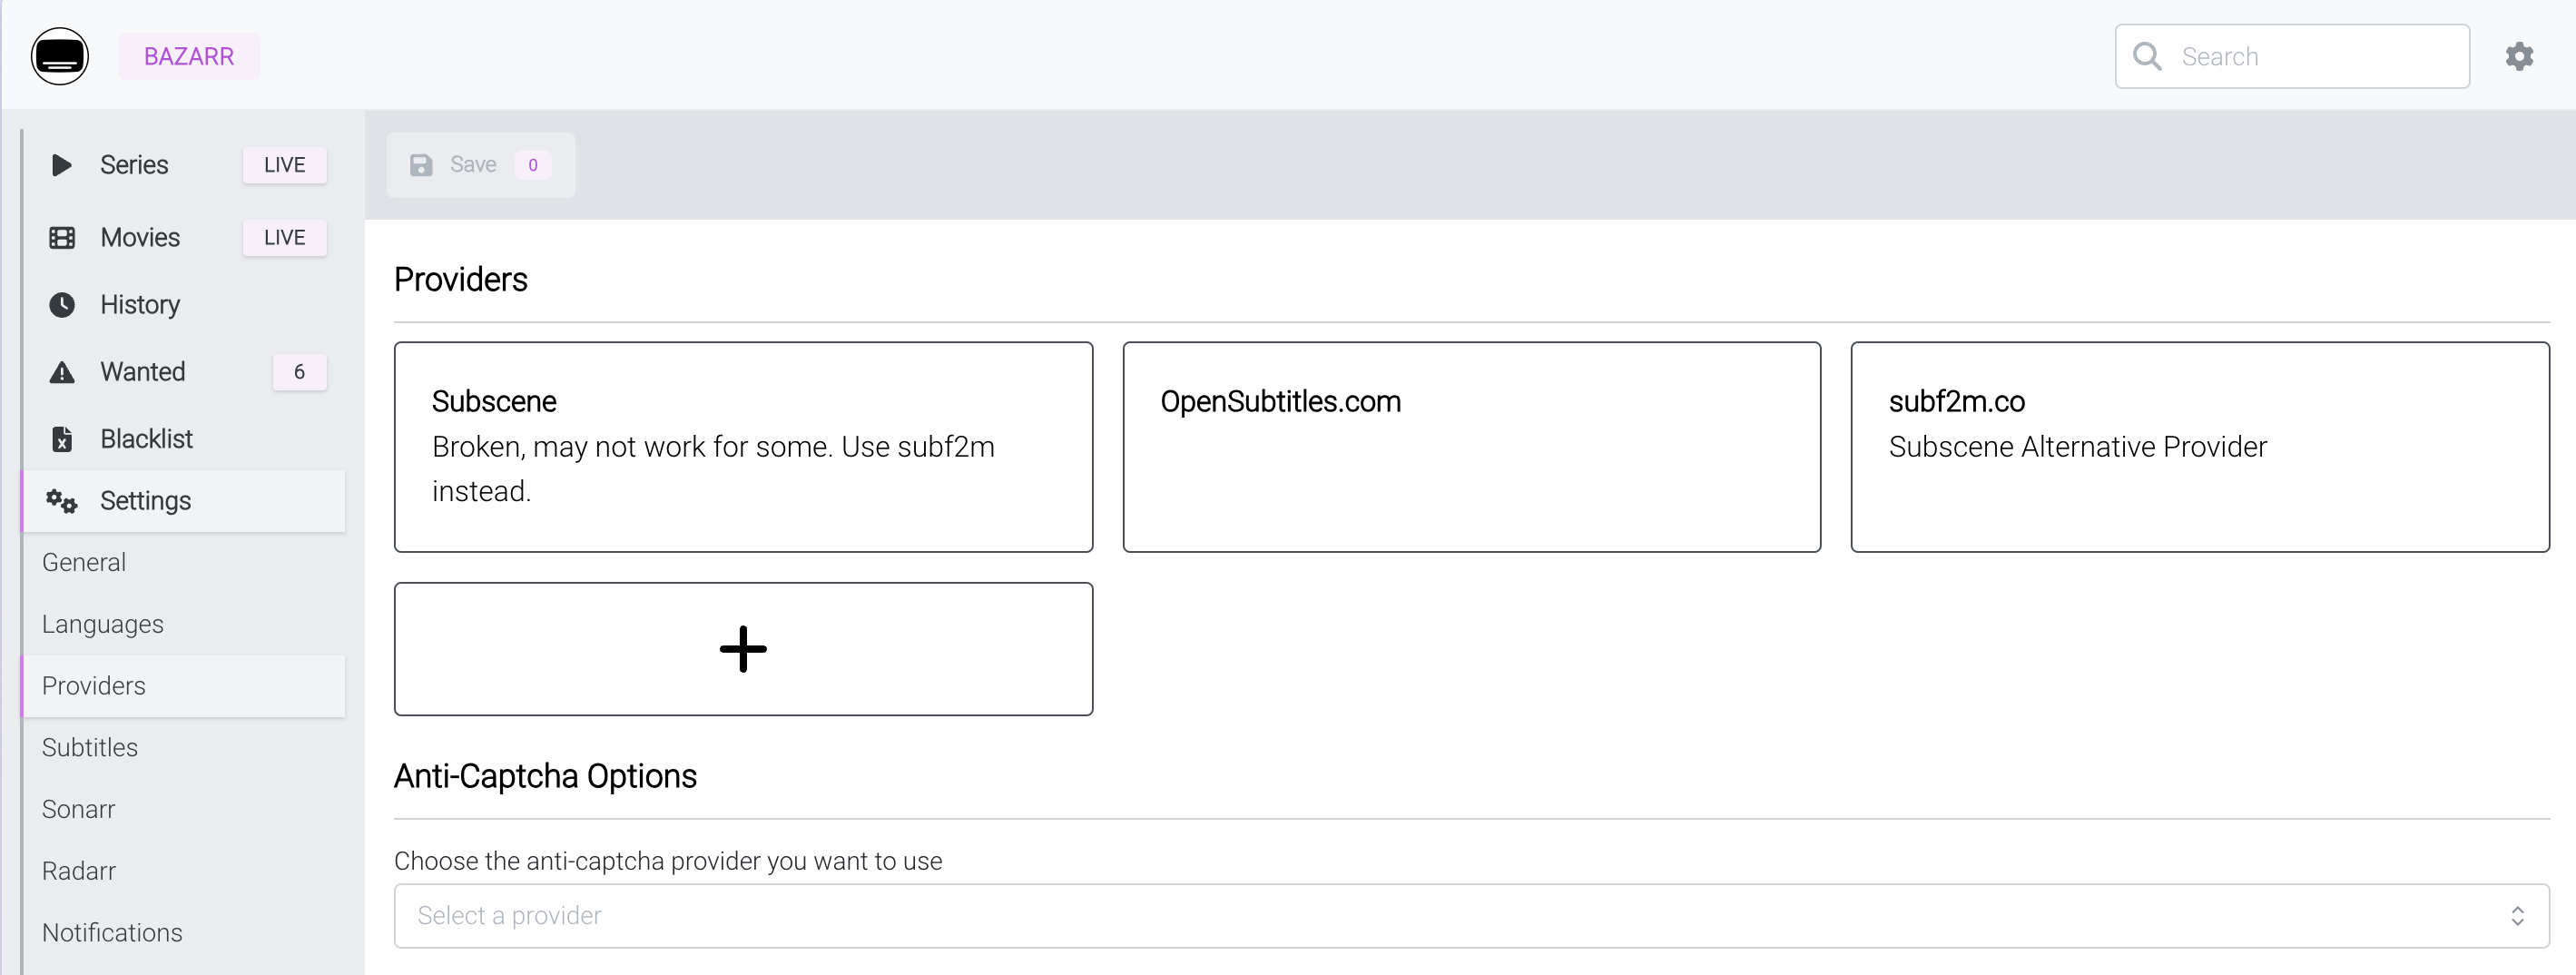 BAZARR
Search
Series LIVE
Movies LIVE
History
Wanted 6
Blacklist
Settings
General
Languages
Providers
Subtitles
Sonarr
Radarr
Notifications
Save 0
Providers
Subscene
Broken, may not work for some. Use subf2m
instead.
OpenSubtitles.com
subf2m.co
Subscene Alternative Provider
Anti-Captcha Options
Choose the anti-captcha provider you want to use
Select a provider